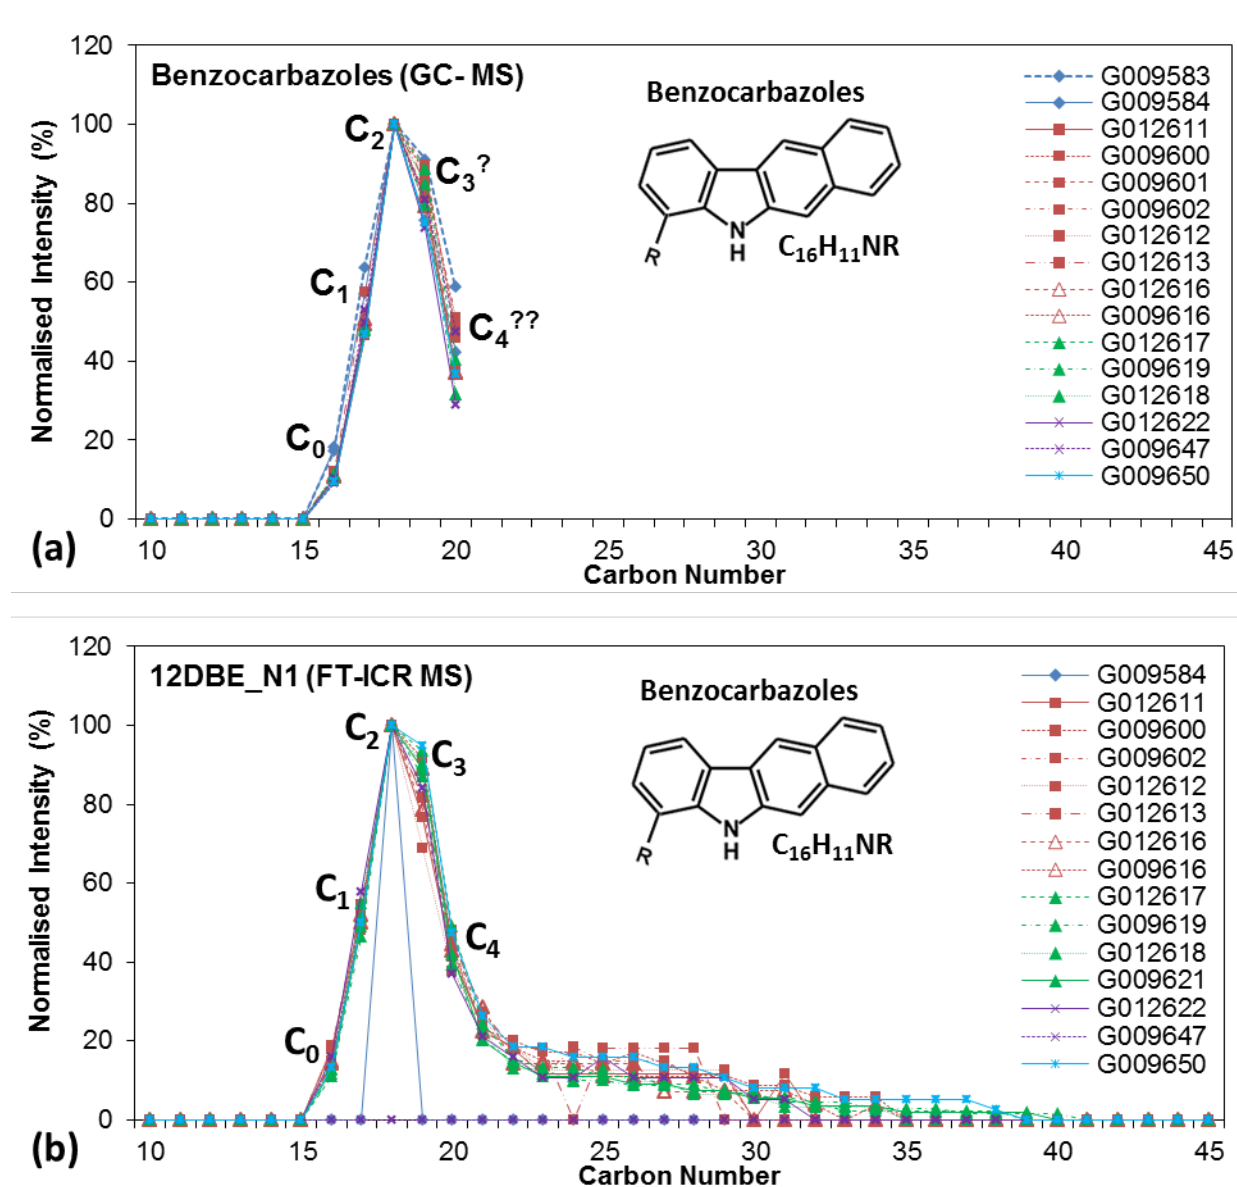 Benzocarbazoles (GC- MS)
Normalised Intensity (%)
120
100
80
60
40
20
0
C0
C1
C2
C3?
C4??
Benzocarbazoles
N
H
R
C16H11NR
G009583
G009584
G012611
G009600
G009601
G009602
G012612
G012613
G012616
G009616
G012617
G009619
G012618
G012622
G009647
G009650
10 15 20 25 30 35 40 45
Carbon Number
(a)
12DBE_N1 (FT-ICR MS)
Normalised Intensity (%)
120
100
80
60
40
20
0
C0
C1
C2
C3
C4
Benzocarbazoles
N
H
R
C16H11NR
G009584
G012611
G009600
G009602
G012612
G012613
G012616
G009616
G012617
G009619
G012618
G009621
G012622
G009647
G009650
10 15 20 25 30 35 40 45
Carbon Number
(b)